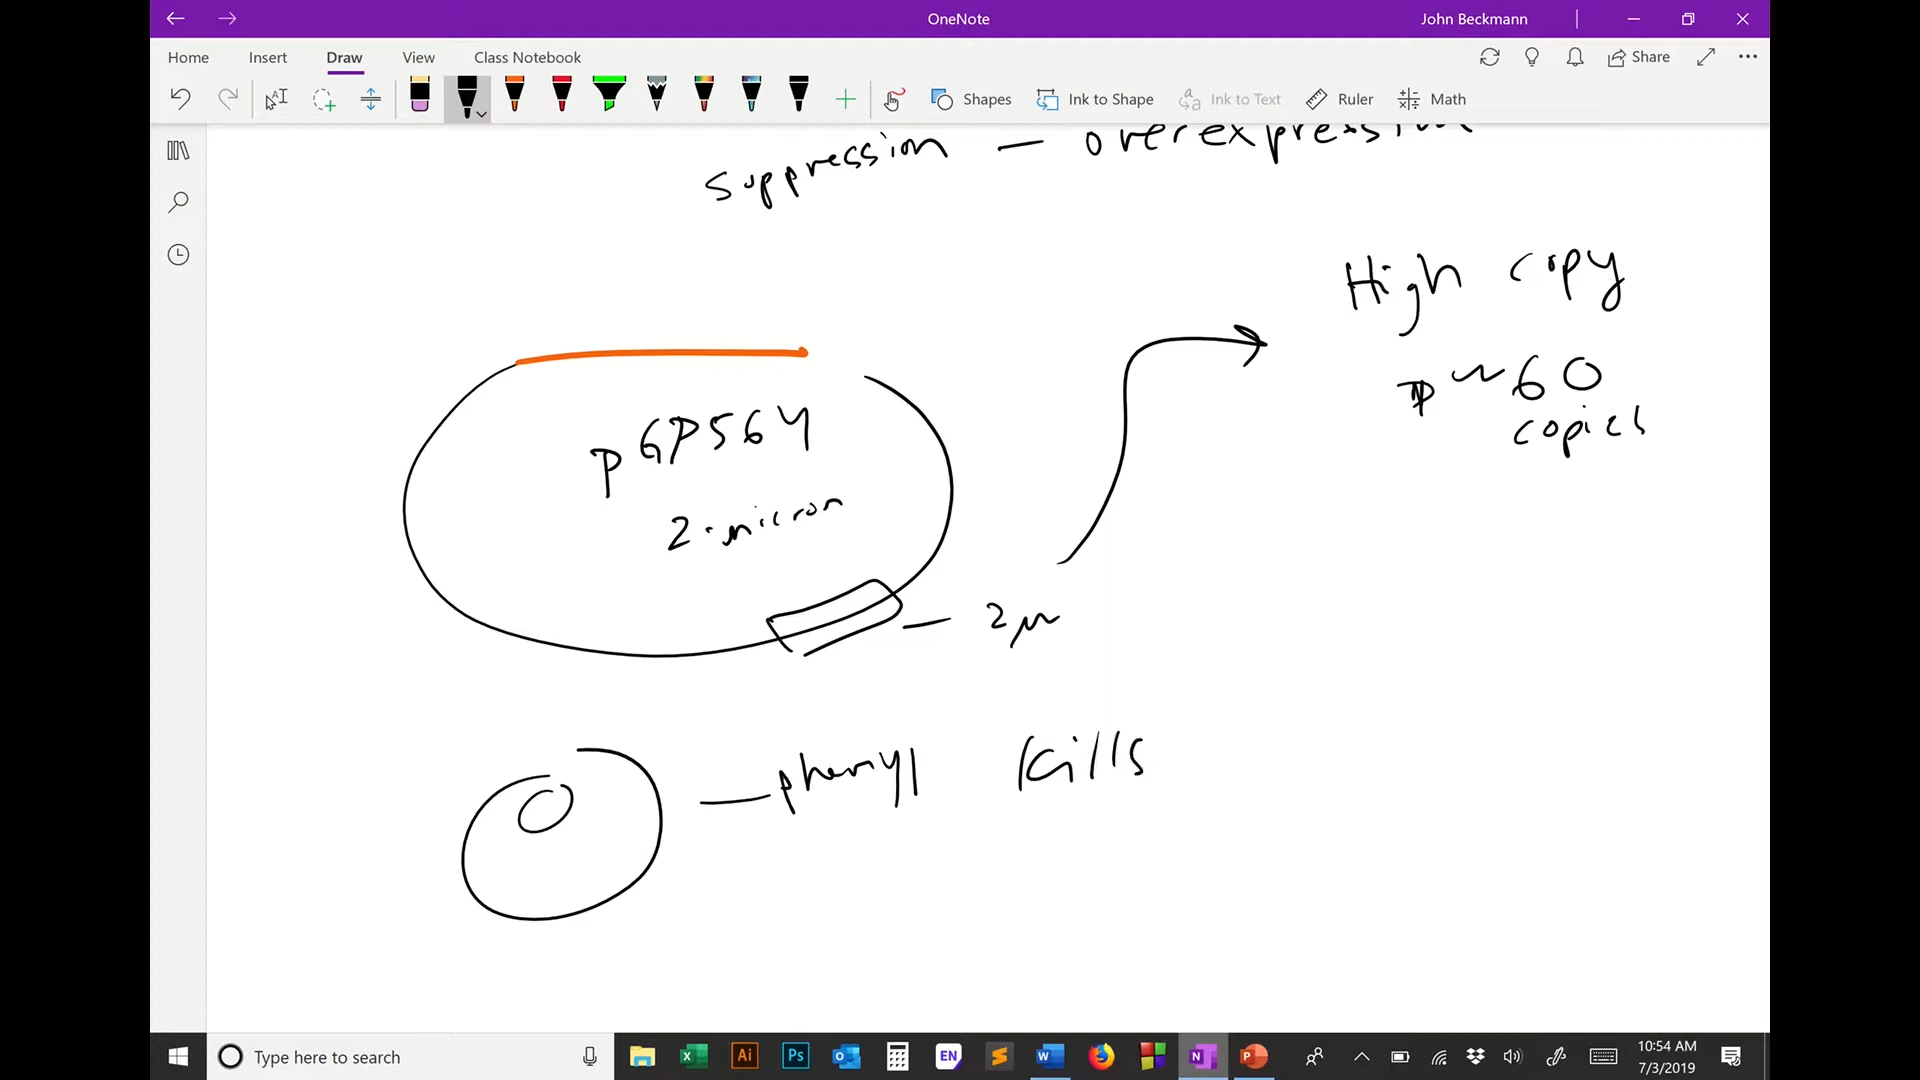 OneNote
John Beckmann
Home Insert Draw View Class Notebook
Share
Shapes Ink to Shape Ink to Text Ruler Math
suppression — overexpression
High copy
~60
copies
pGP564
2-micron
— 2μ
— phenyl kills
Type here to search
EN
10:54 AM
7/3/2019